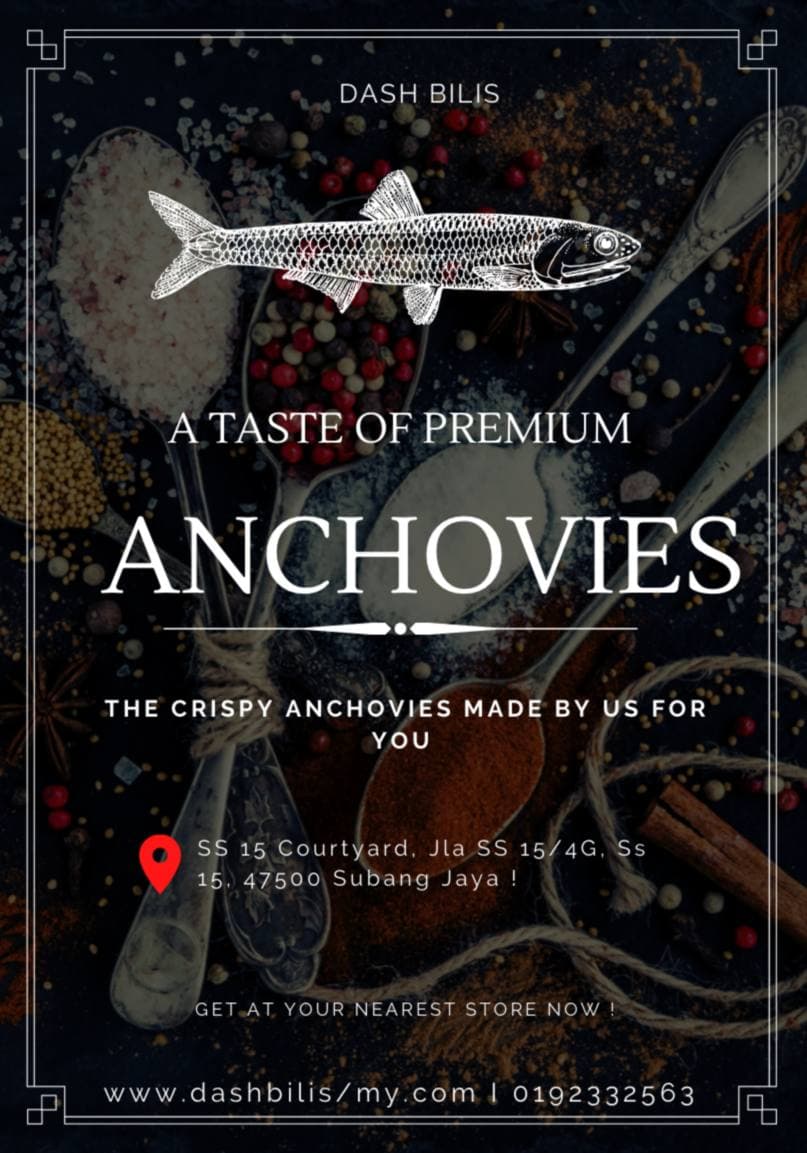 DASH BILIS
A TASTE OF PREMIUM
ANCHOVIES
THE CRISPY ANCHOVIES MADE BY US FOR
YOU
SS 15 Courtyard, Jla SS 15/4G, Ss
15, 47500 Subang Jaya !
GET AT YOUR NEAREST STORE NOW !
www.dashbilis/my.com | 0192332563